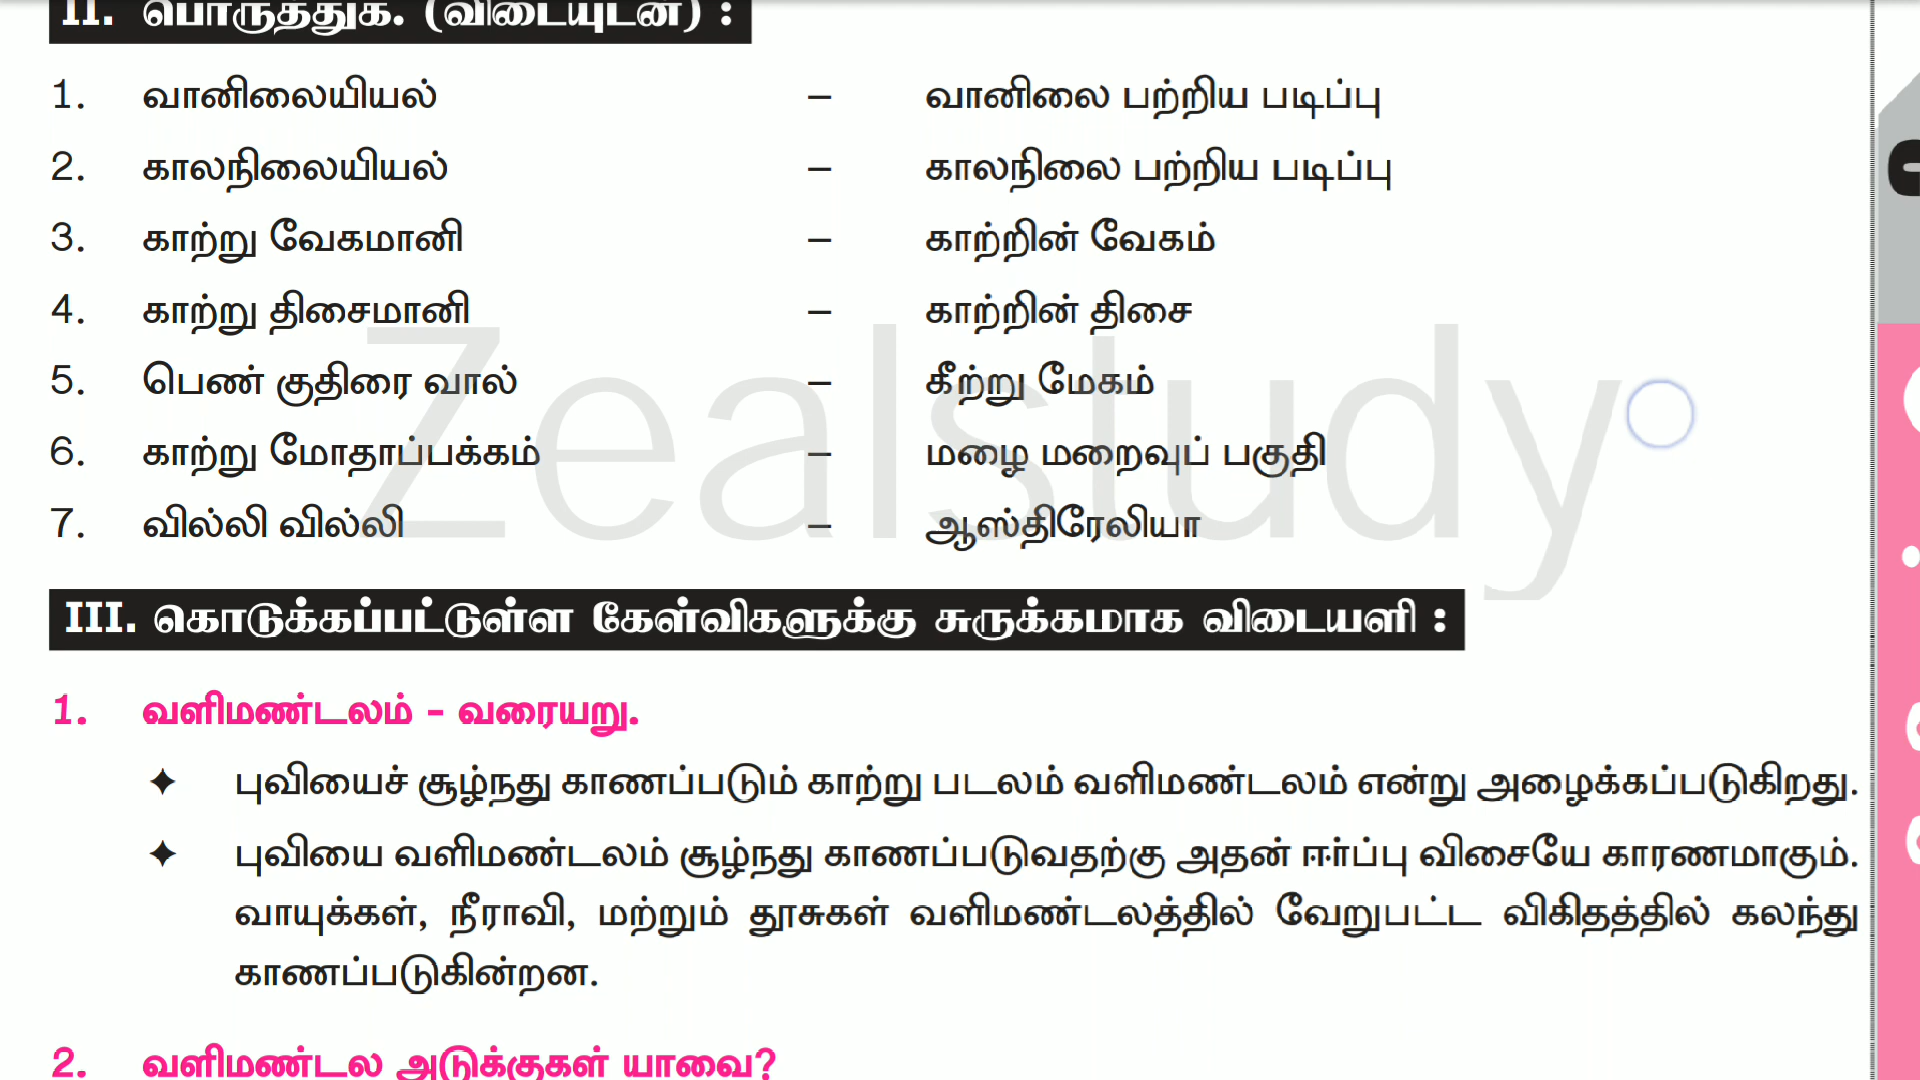 II. பொருத்துக. (விடையுடன்) :
1. வானிலையியல் – வானிலை பற்றிய படிப்பு
2. காலநிலையியல் – காலநிலை பற்றிய படிப்பு
3. காற்று வேகமானி – காற்றின் வேகம்
4. காற்று திசைமானி – காற்றின் திசை
5. பெண் குதிரை வால் – கீற்று மேகம்
6. காற்று மோதாப்பக்கம் – மழை மறைவுப் பகுதி
7. வில்லி வில்லி – ஆஸ்திரேலியா
Zealstudy
III. கொடுக்கப்பட்டுள்ள கேள்விகளுக்கு சுருக்கமாக விடையளி :
1. வளிமண்டலம் - வரையறு.
✦ புவியைச் சூழ்நது காணப்படும் காற்று படலம் வளிமண்டலம் என்று அழைக்கப்படுகிறது.
✦ புவியை வளிமண்டலம் சூழ்நது காணப்படுவதற்கு அதன் ஈர்ப்பு விசையே காரணமாகும்.
வாயுக்கள், நீராவி, மற்றும் தூசுகள் வளிமண்டலத்தில் வேறுபட்ட விகிதத்தில் கலந்து
காணப்படுகின்றன.
2. வளிமண்டல அடுக்குகள் யாவை?